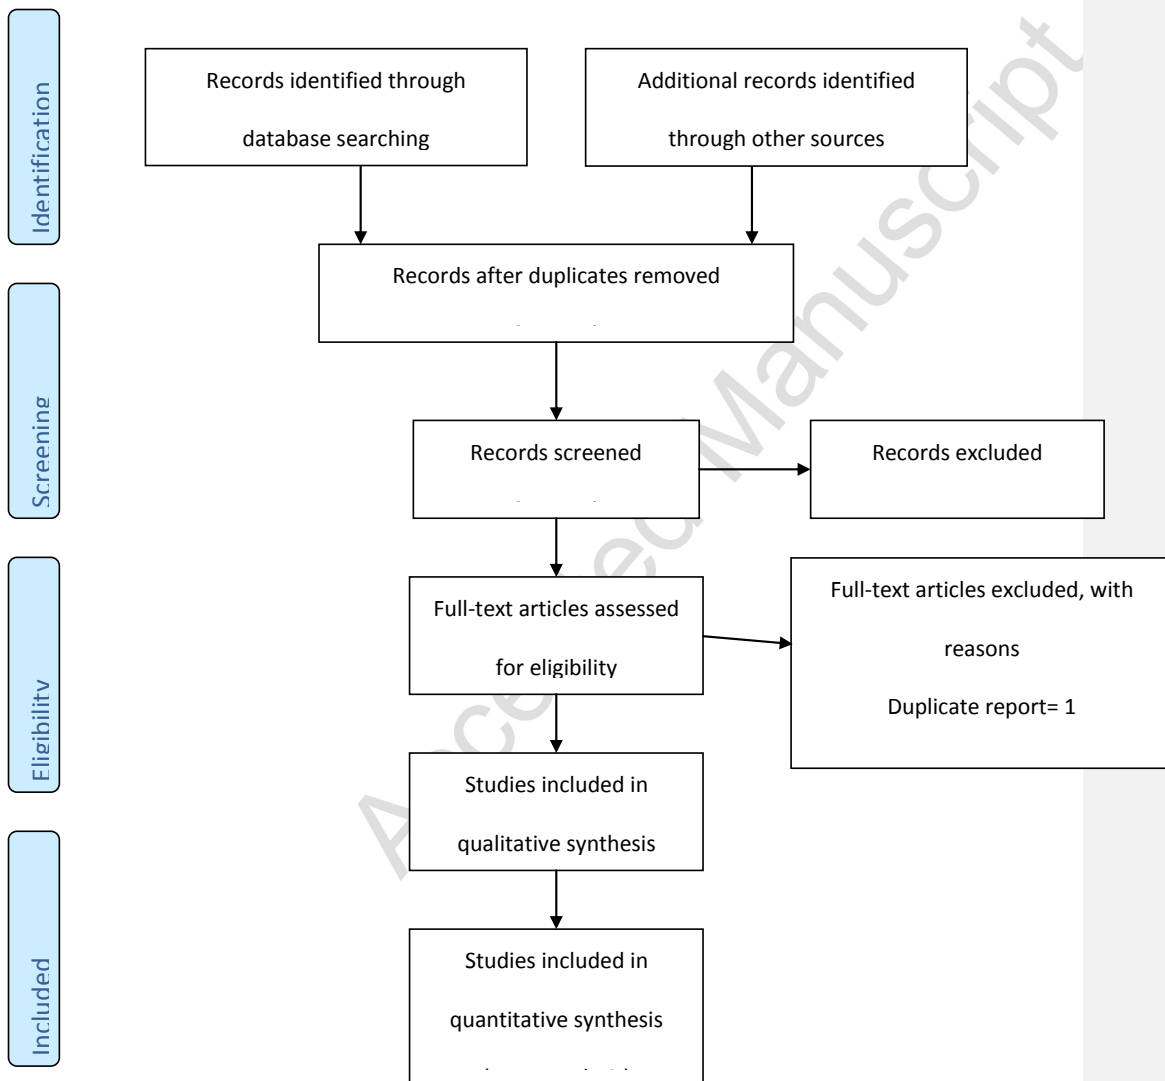 Identification
Records identified through
database searching
Additional records identified
through other sources
Records after duplicates removed
Screening
Records screened
Records excluded
Eligibility
Full-text articles assessed
for eligibility
Full-text articles excluded, with
reasons
Duplicate report= 1
Studies included in
qualitative synthesis
Included
Studies included in
quantitative synthesis
Accepted Manuscript